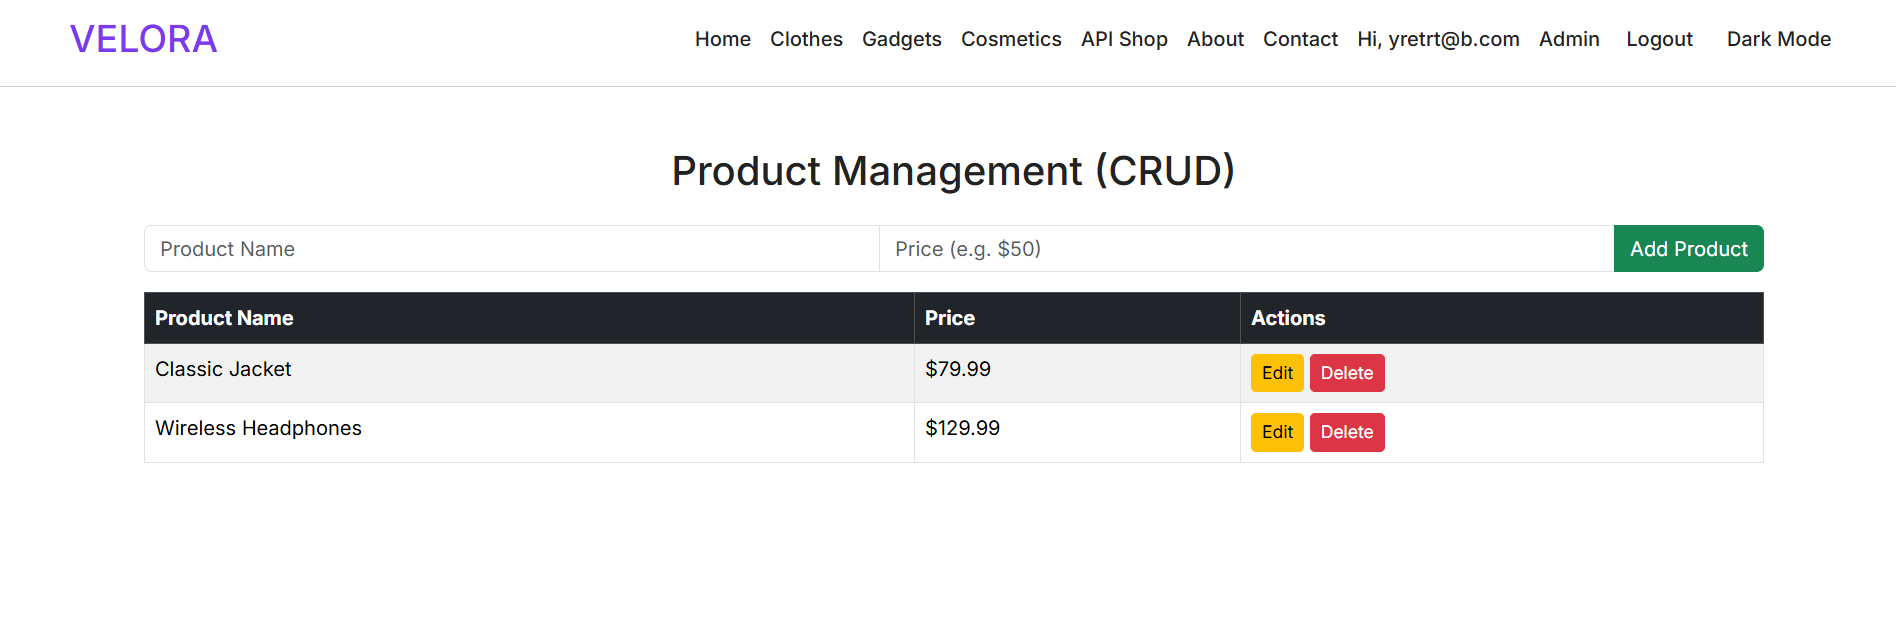 VELORA
Home Clothes Gadgets Cosmetics API Shop About Contact Hi, yretrt@b.com Admin Logout Dark Mode
Product Management (CRUD)
Product Name Price (e.g. $50) Add Product
Product Name Price Actions
Classic Jacket $79.99 Edit Delete
Wireless Headphones $129.99 Edit Delete